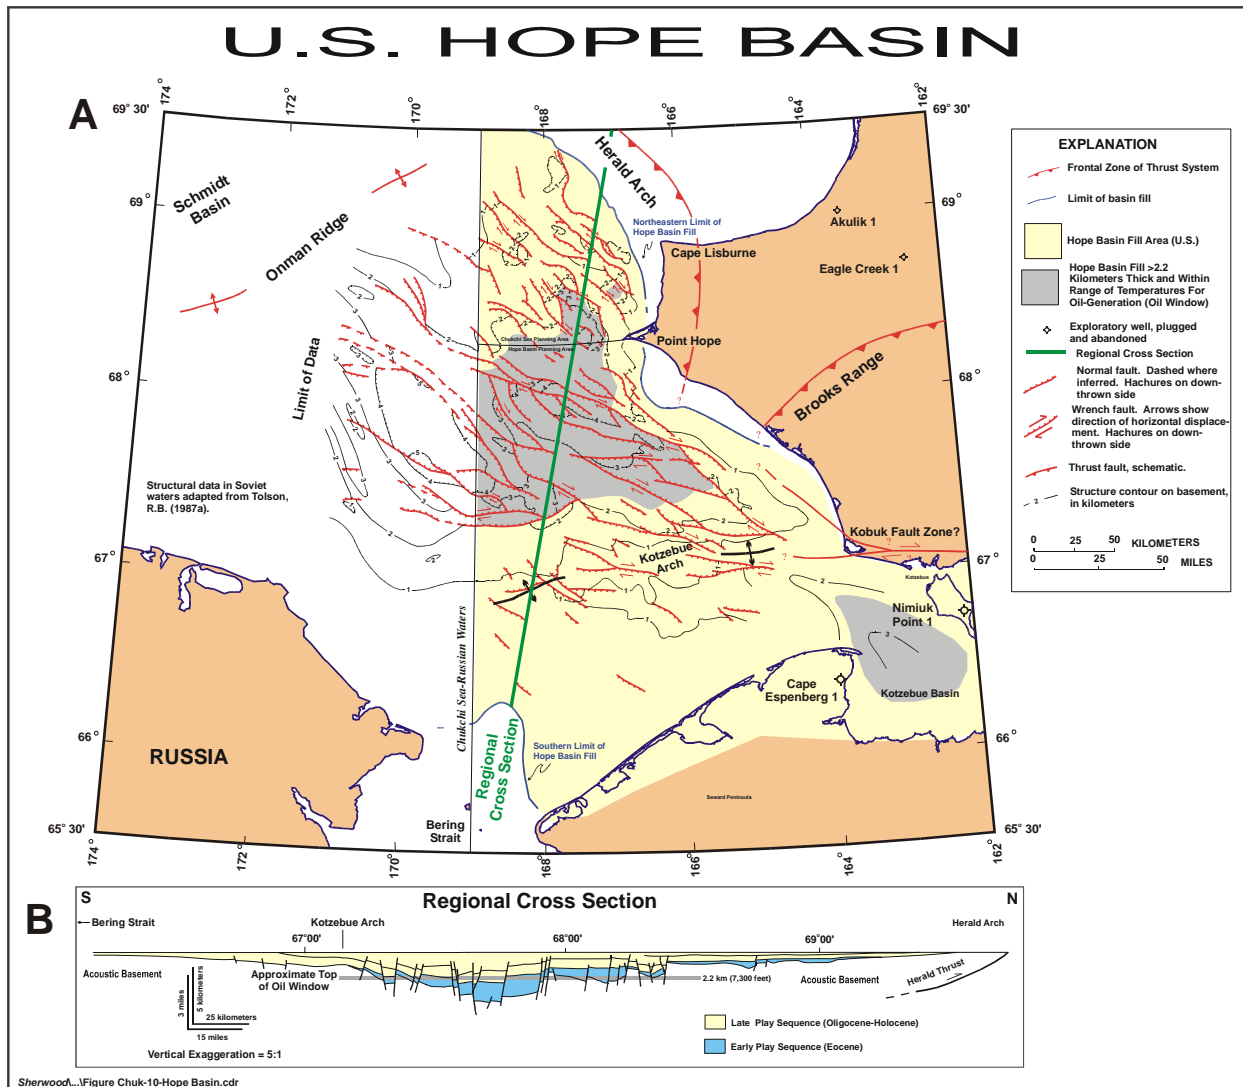 U.S. HOPE BASIN
A
174°
172°
170°
168°
166°
164°
162°
69° 30'
69° 30'
69°
69°
68°
68°
67°
67°
66°
66°
65° 30'
65° 30'
174°
172°
170°
168°
166°
164°
162
Schmidt
Basin
Onman Ridge
Limit of Data
Herald Arch
Northeastern Limit of
Hope Basin Fill
Cape Lisburne
Akulik 1
Eagle Creek 1
Point Hope
Chukchi Sea Planning Area
Hope Basin Planning Area
Brooks Range
Structural data in Soviet
waters adapted from Tolson,
R.B. (1987a).
Kotzebue
Arch
Kobuk Fault Zone?
Kotzebue
Nimiuk
Point 1
Kotzebue Basin
Cape
Espenberg 1
Chukchi Sea-Russian Waters
RUSSIA
Regional
Cross Section
Southern Limit of
Hope Basin Fill
Seward Peninsula
Bering
Strait
EXPLANATION
Frontal Zone of Thrust System
Limit of basin fill
Hope Basin Fill Area (U.S.)
Hope Basin Fill >2.2
Kilometers Thick and Within
Range of Temperatures For
Oil-Generation (Oil Window)
Exploratory well, plugged
and abandoned
Regional Cross Section
Normal fault. Dashed where
inferred. Hachures on down-
thrown side
Wrench fault. Arrows show
direction of horizontal displace-
ment. Hachures on down-
thrown side
Thrust fault, schematic.
2
Structure contour on basement,
in kilometers
0 25 50 KILOMETERS
0 25 50 MILES
B
S
Regional Cross Section
N
Bering Strait
Kotzebue Arch
Herald Arch
67°00'
68°00'
69°00'
Acoustic Basement
Approximate Top
of Oil Window
2.2 km (7,300 feet)
Acoustic Basement
Herald Thrust
3 miles
5 kilometers
25 kilometers
15 miles
Vertical Exaggeration = 5:1
Late Play Sequence (Oligocene-Holocene)
Early Play Sequence (Eocene)
Sherwood\...\Figure Chuk-10-Hope Basin.cdr